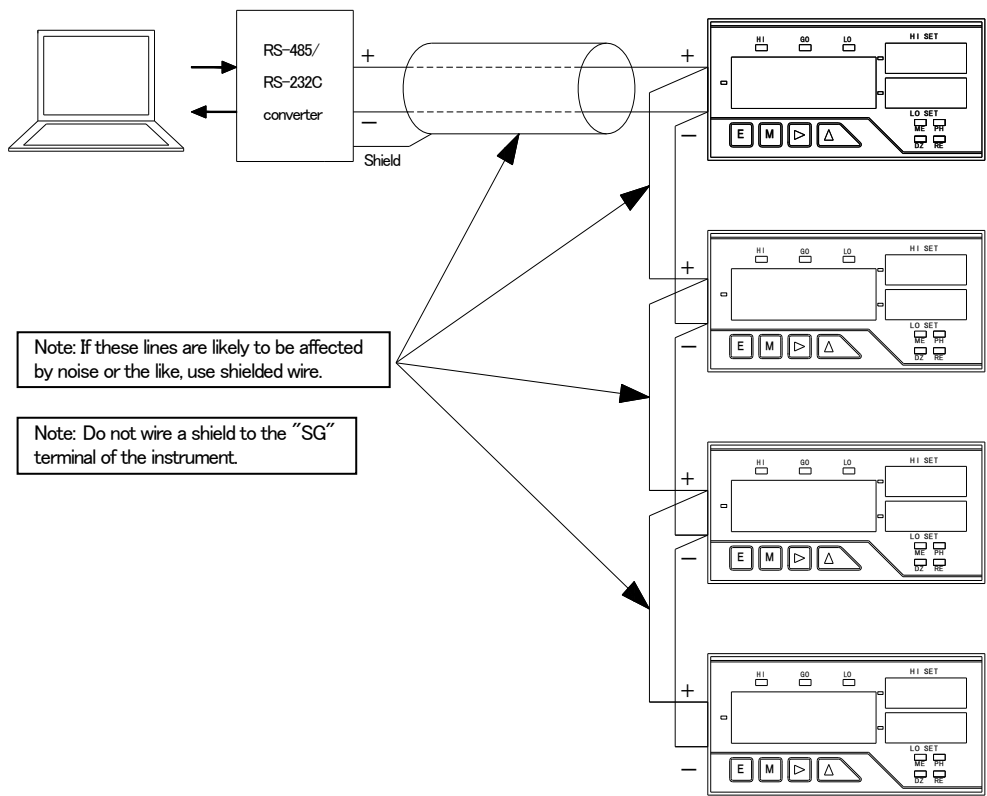 RS-485/
RS-232C
converter
+
−
Shield
+
−
HI GO LO
HI SET
LO SET
ME PH
DZ RE
E M
Note: If these lines are likely to be affected
by noise or the like, use shielded wire.
Note: Do not wire a shield to the "SG"
terminal of the instrument.
+
−
HI GO LO
HI SET
LO SET
ME PH
DZ RE
E M
+
−
HI GO LO
HI SET
LO SET
ME PH
DZ RE
E M
+
−
HI GO LO
HI SET
LO SET
ME PH
DZ RE
E M